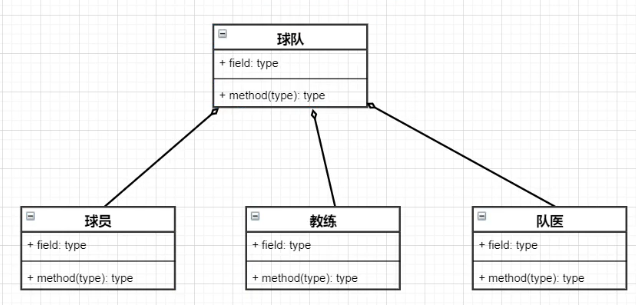 球队
+ field: type
+ method(type): type
球员
+ field: type
+ method(type): type
教练
+ field: type
+ method(type): type
队医
+ field: type
+ method(type): type